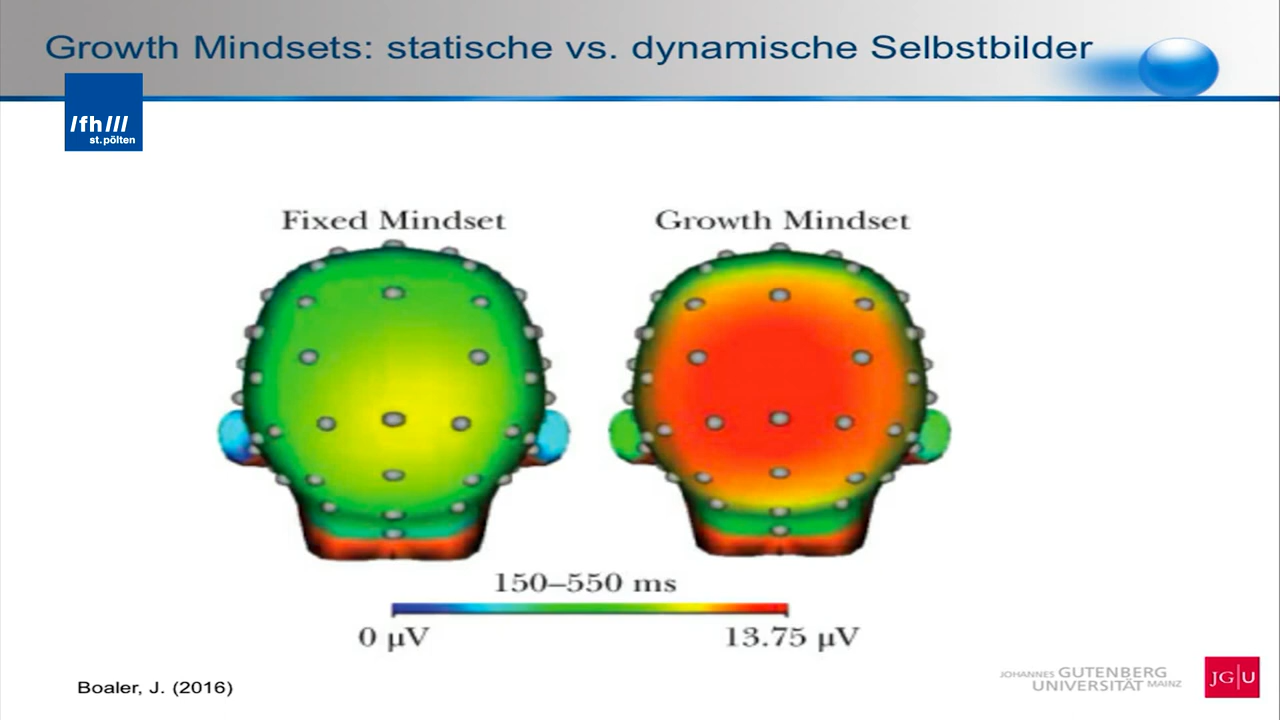 Growth Mindsets: statische vs. dynamische Selbstbilder
/fh///
st.pölten
Fixed Mindset
Growth Mindset
150–550 ms
0 µV
13.75 µV
Boaler, J. (2016)
JOHANNES GUTENBERG
UNIVERSITÄT MAINZ
JG|U